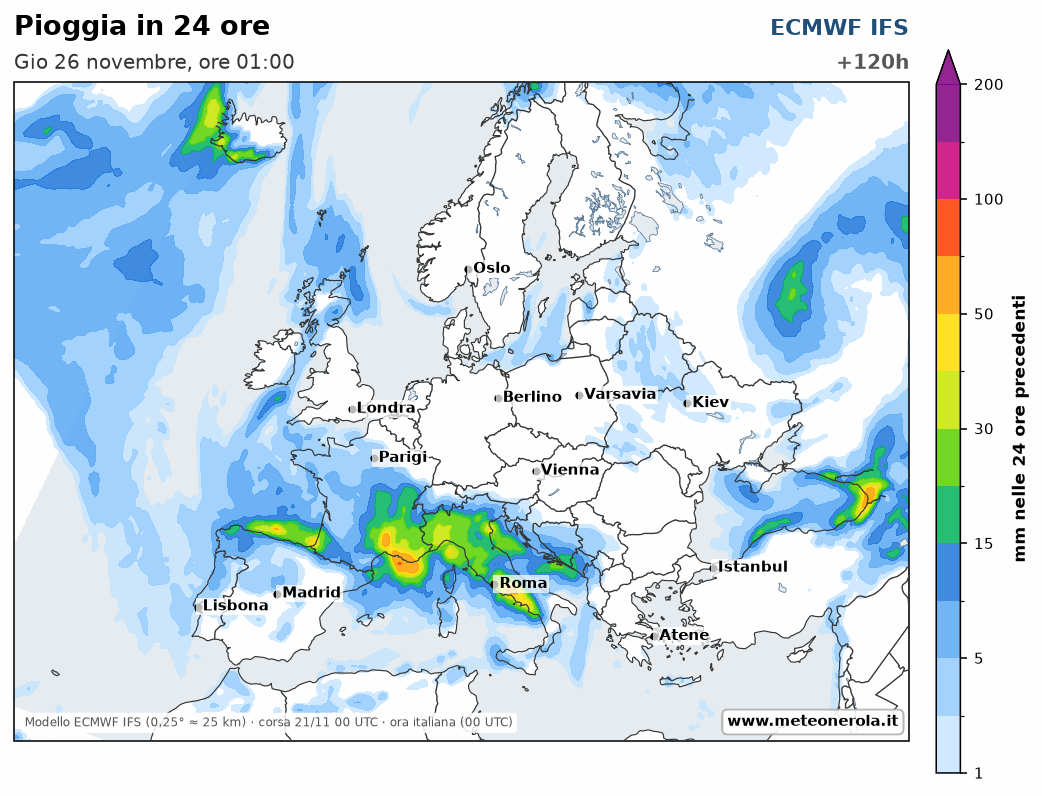 Pioggia in 24 ore
ECMWF IFS
Gio 26 novembre, ore 01:00
+120h
200
100
50
30
15
5
1
mm nelle 24 ore precedenti
Oslo
Berlino
Varsavia
Kiev
Londra
Parigi
Vienna
Istanbul
Roma
Madrid
Lisbona
Atene
Modello ECMWF IFS (0,25° ≈ 25 km) · corsa 21/11 00 UTC · ora italiana (00 UTC)
www.meteonerola.it